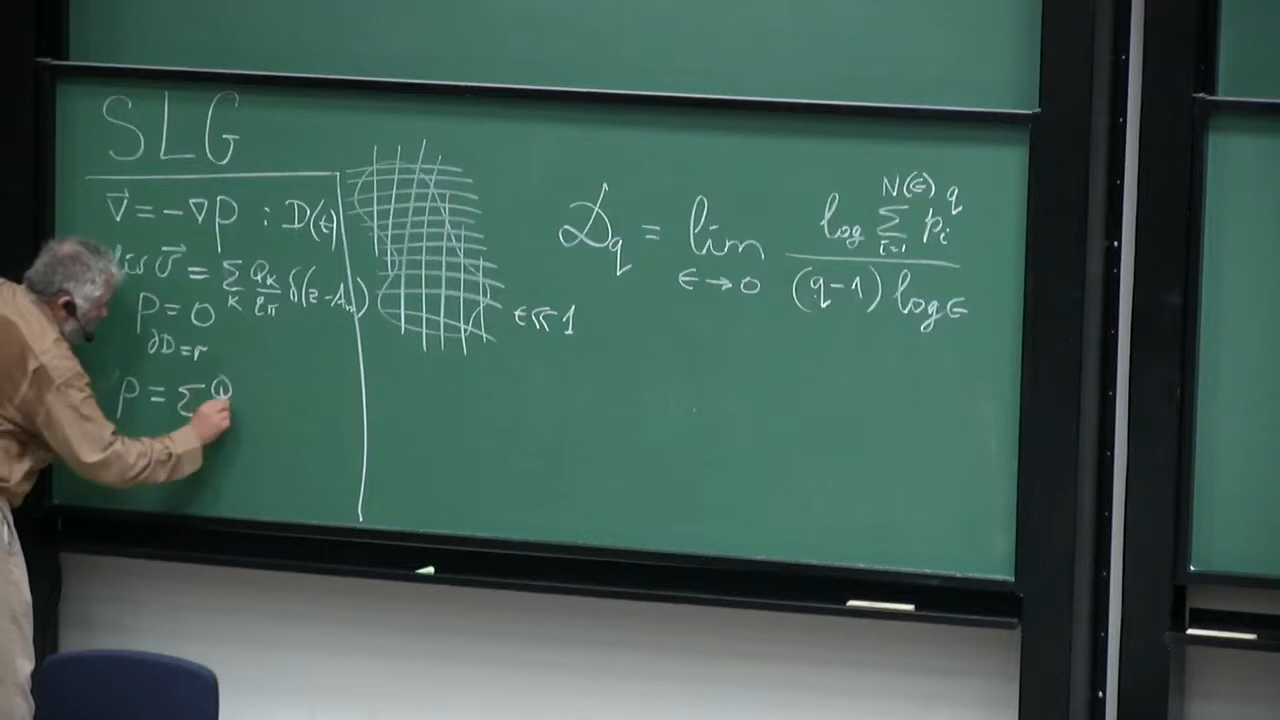 SLG
v⃗ = -∇p : D(t)
div v⃗ = Σ_k Q_k/2π δ(z-A_k)
p = 0
∂D = Γ
p = Σ Q
ϵ ≪ 1
D_q = lim_{ϵ→0} log Σ_{i=1}^{N(ϵ)} p_i^q / (q-1) log ϵ